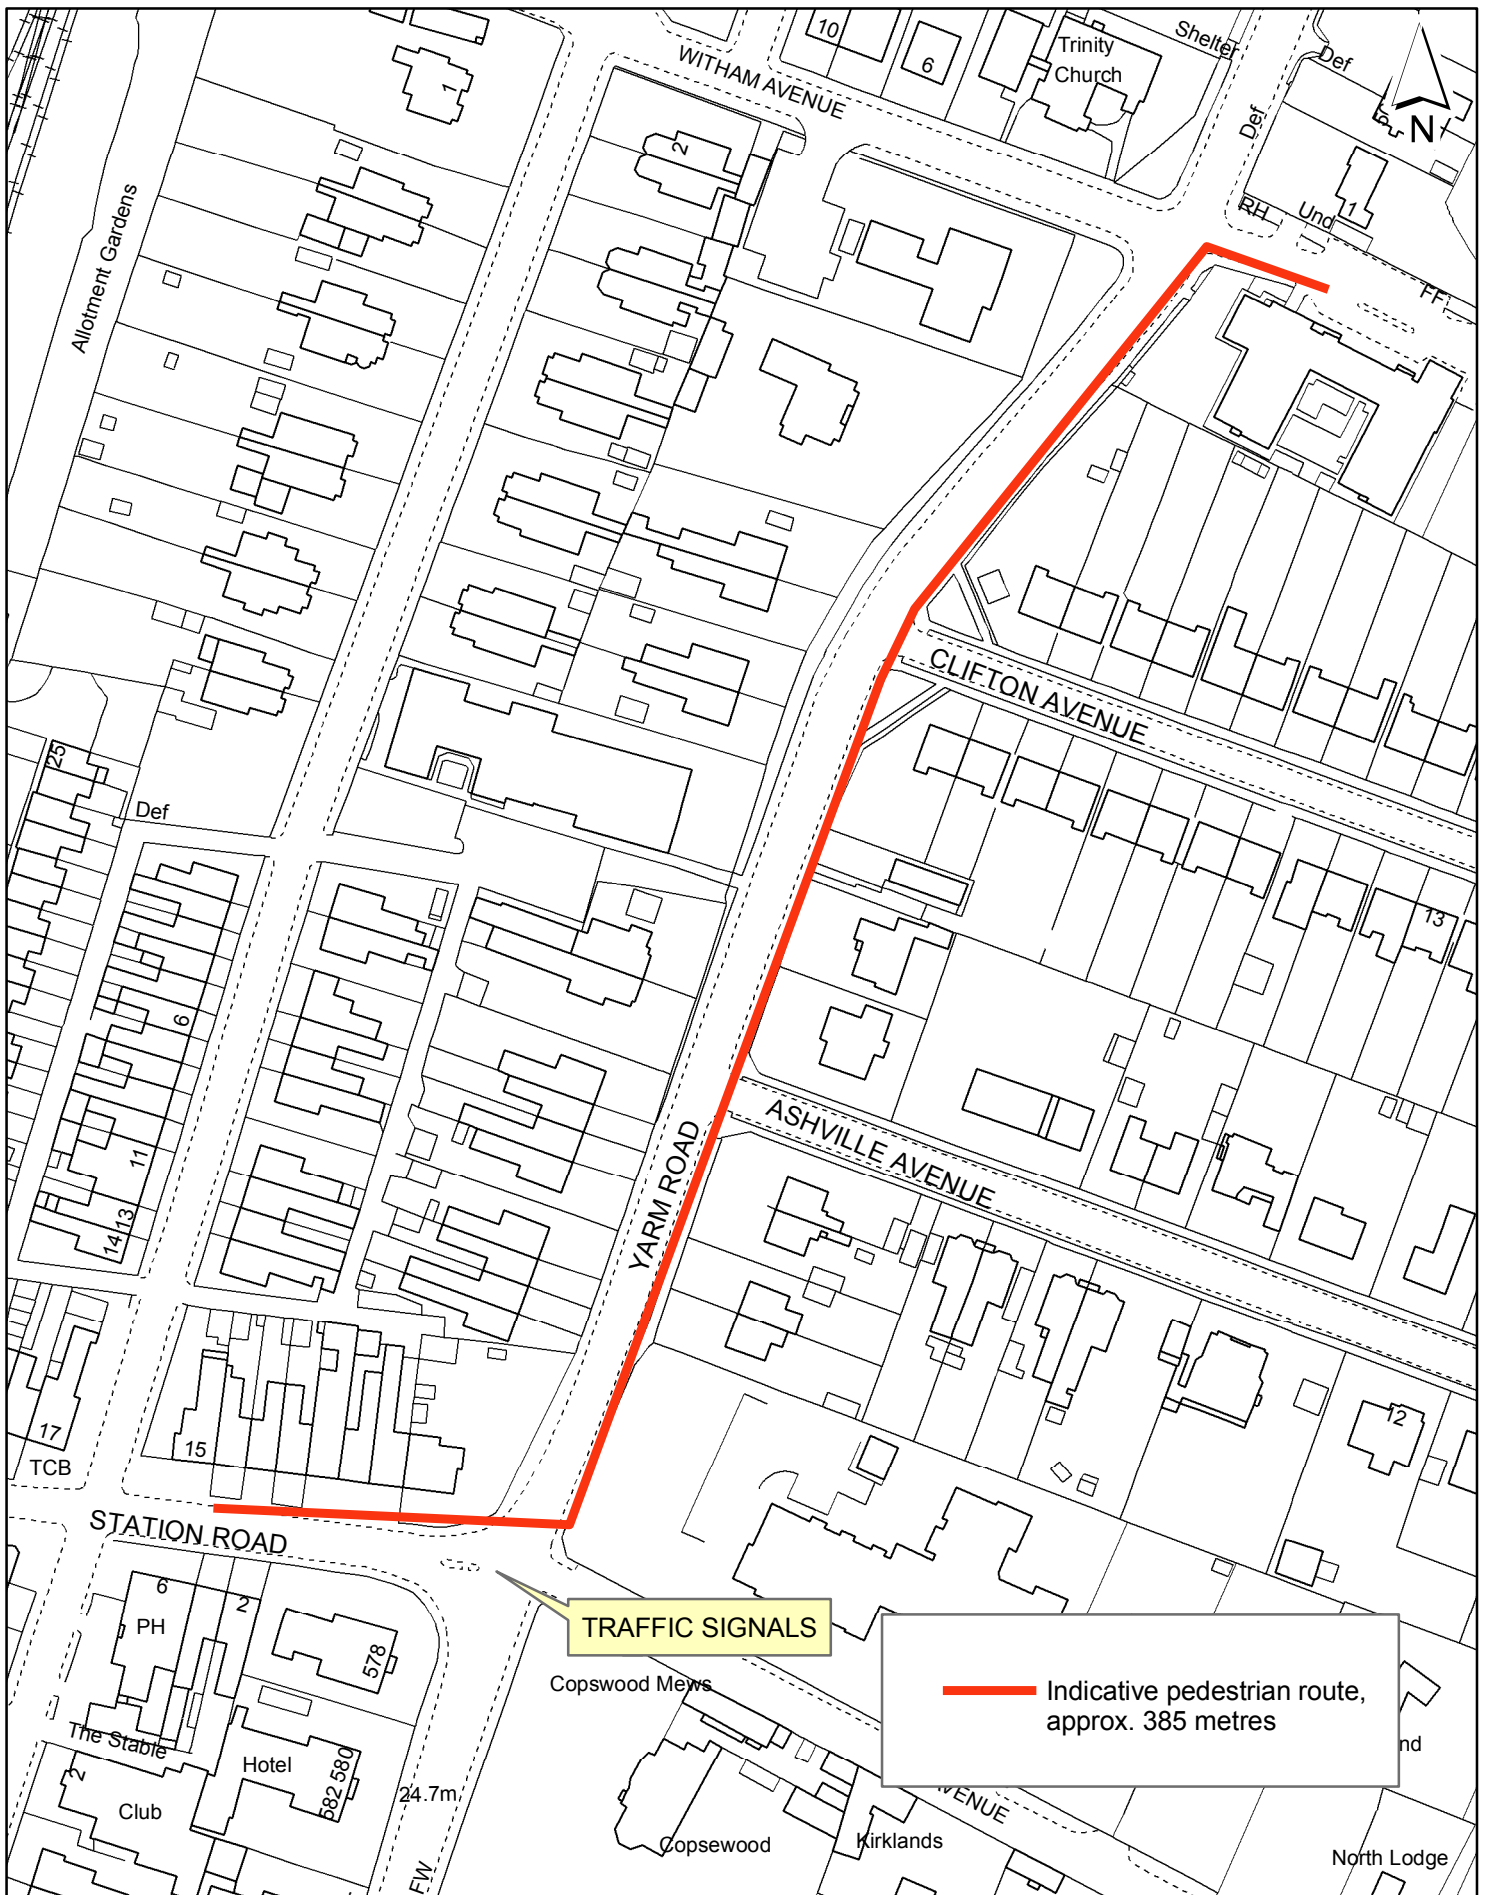 10
6
Trinity
Church
Shelter
Def
WITHAM AVENUE
1
Def
N
2
RH
Und
1
FF
Allotment Gardens
CLIFTON AVENUE
25
Def
13
6
ASHVILLE AVENUE
11
YARM ROAD
13
14
12
17
15
TCB
STATION ROAD
6
2
PH
578
TRAFFIC SIGNALS
Copswood Mews
Indicative pedestrian route,
approx. 385 metres
nd
The Stable
2
Hotel
580
582
24.7m
Club
VENUE
Copsewood
Kirklands
North Lodge
FW